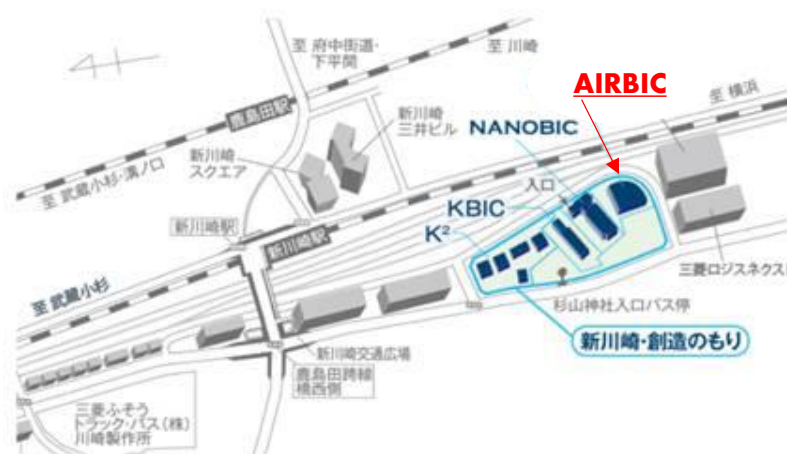 至 府中街道・
下平間
至 川崎
AIRBIC
至 横浜
鹿島田駅
新川崎
三井ビル
NANOBIC
新川崎
スクエア
至 武蔵小杉・溝ノ口
入口
KBIC
K²
新川崎駅
新川崎駅
三菱ロジスネクスト
至 武蔵小杉
杉山神社入口バス停
新川崎・創造のもり
新川崎交通広場
鹿島田跨線
橋西側
三菱ふそう
トラック・バス(株)
川崎製作所